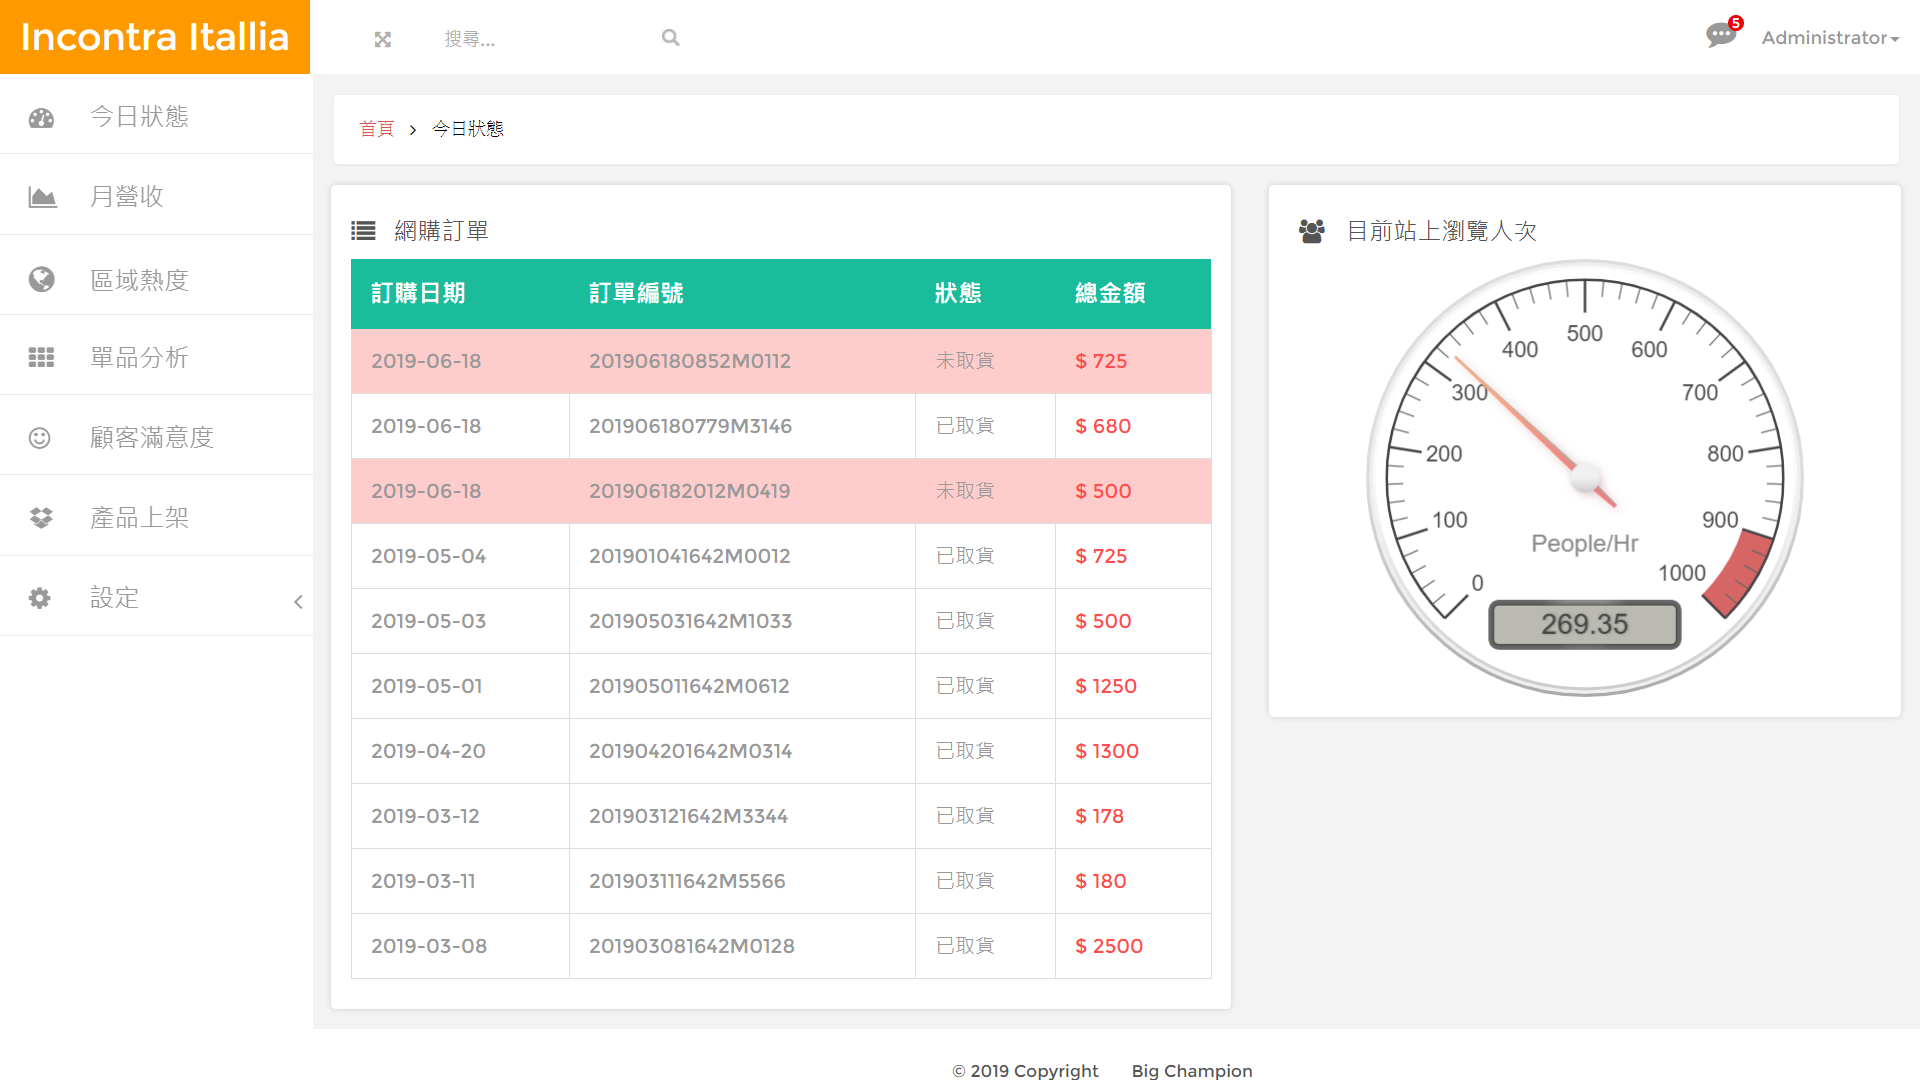 Incontra Itallia
搜尋...
5
Administrator
今日狀態
月營收
區域熱度
單品分析
顧客滿意度
產品上架
設定
首頁 > 今日狀態
網購訂單
訂購日期 訂單編號 狀態 總金額
2019-06-18 201906180852M0112 未取貨 $ 725
2019-06-18 201906180779M3146 已取貨 $ 680
2019-06-18 201906182012M0419 未取貨 $ 500
2019-05-04 201901041642M0012 已取貨 $ 725
2019-05-03 201905031642M1033 已取貨 $ 500
2019-05-01 201905011642M0612 已取貨 $ 1250
2019-04-20 201904201642M0314 已取貨 $ 1300
2019-03-12 201903121642M3344 已取貨 $ 178
2019-03-11 201903111642M5566 已取貨 $ 180
2019-03-08 201903081642M0128 已取貨 $ 2500
目前站上瀏覽人次
0
100
200
300
400
500
600
700
800
900
1000
People/Hr
269.35
© 2019 Copyright Big Champion